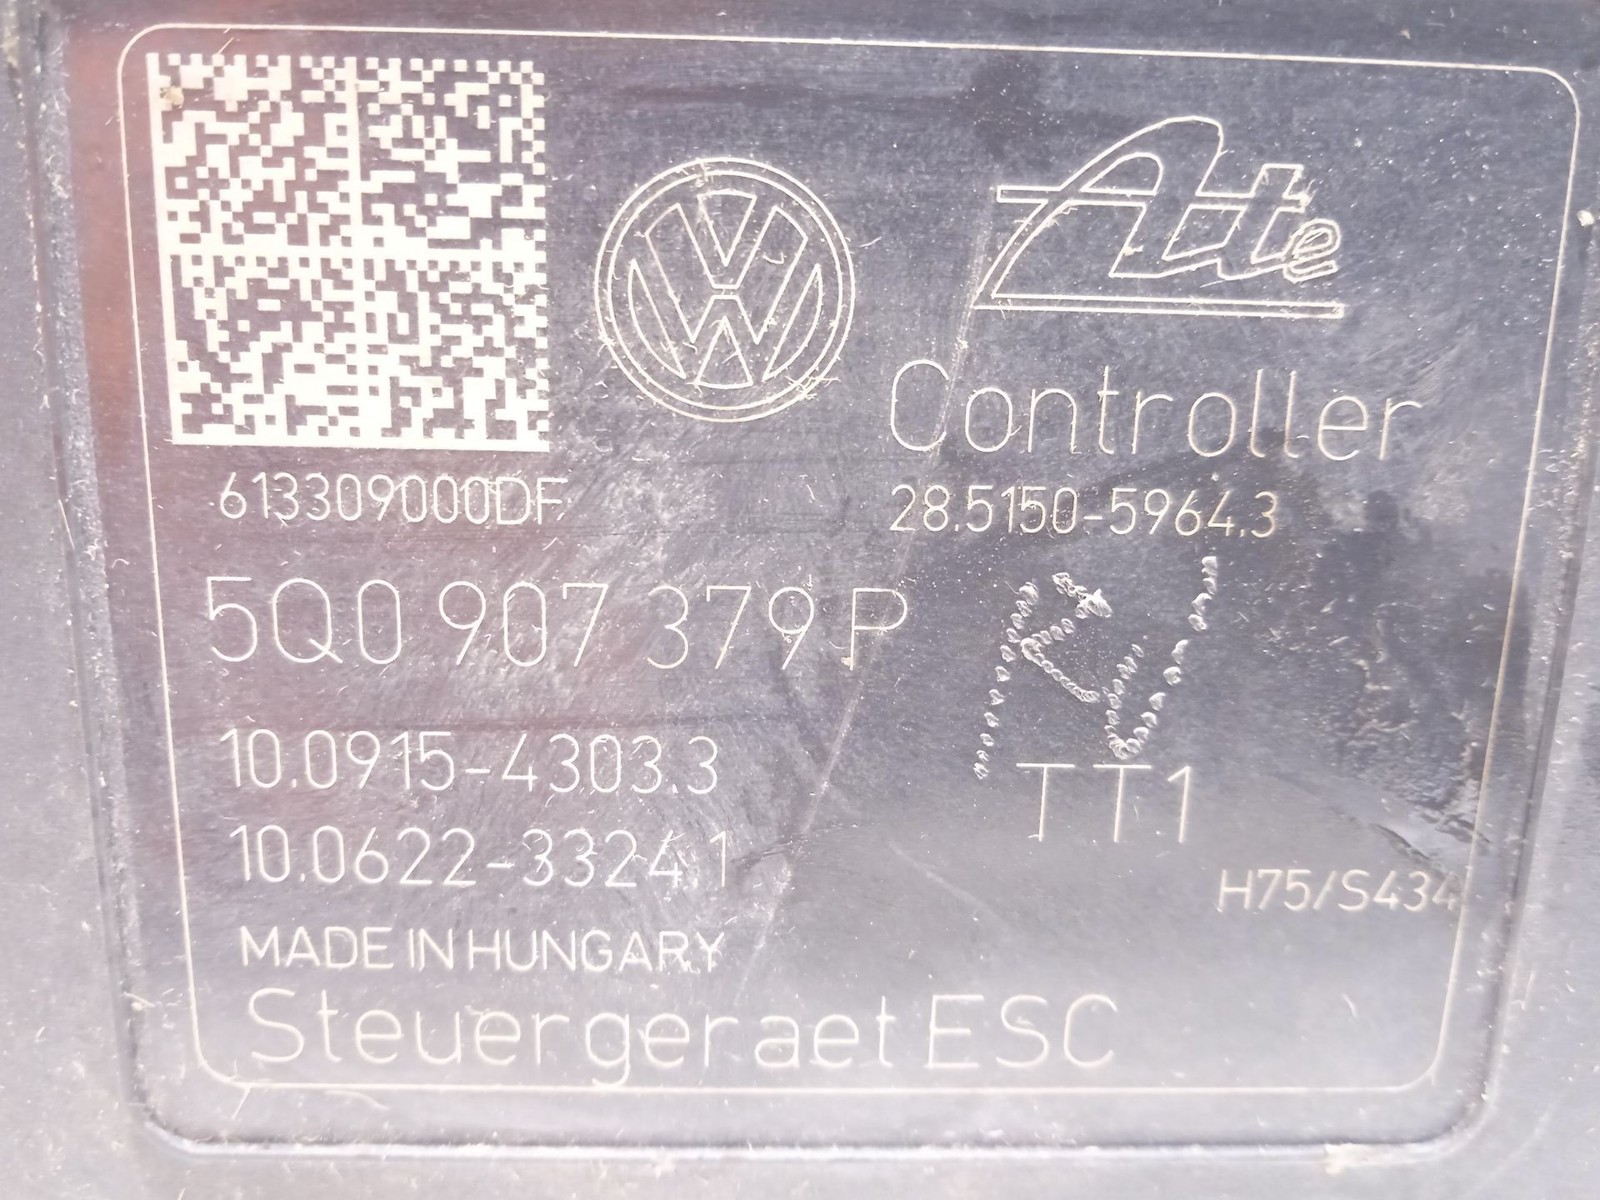 Ate
Controller
613309000DF
28.5150-5964.3
5Q0 907 379 P
10.0915-4303.3
TT1
10.0622-3324.1
H75/S434
MADE IN HUNGARY
Steuergeraet ESC